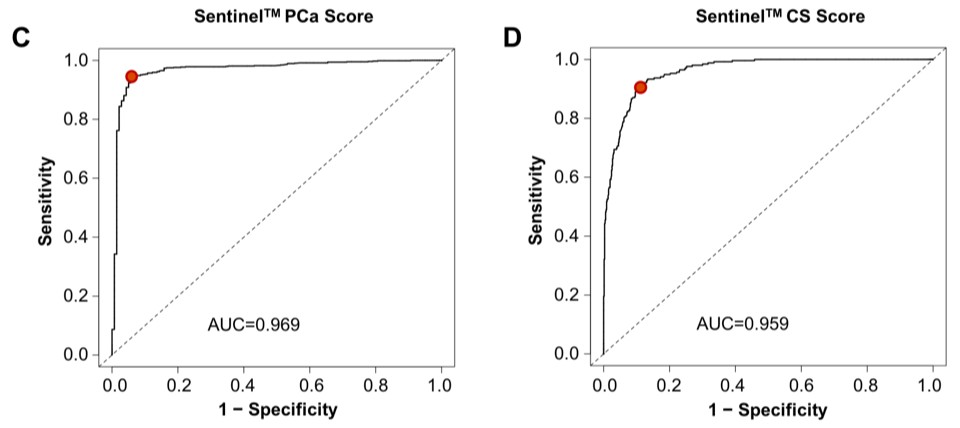 C
Sentinel™ PCa Score
Sensitivity
1.0
0.8
0.6
0.4
0.2
0.0
AUC=0.969
0.0 0.2 0.4 0.6 0.8 1.0
1 − Specificity
D
Sentinel™ CS Score
Sensitivity
1.0
0.8
0.6
0.4
0.2
0.0
AUC=0.959
0.0 0.2 0.4 0.6 0.8 1.0
1 − Specificity